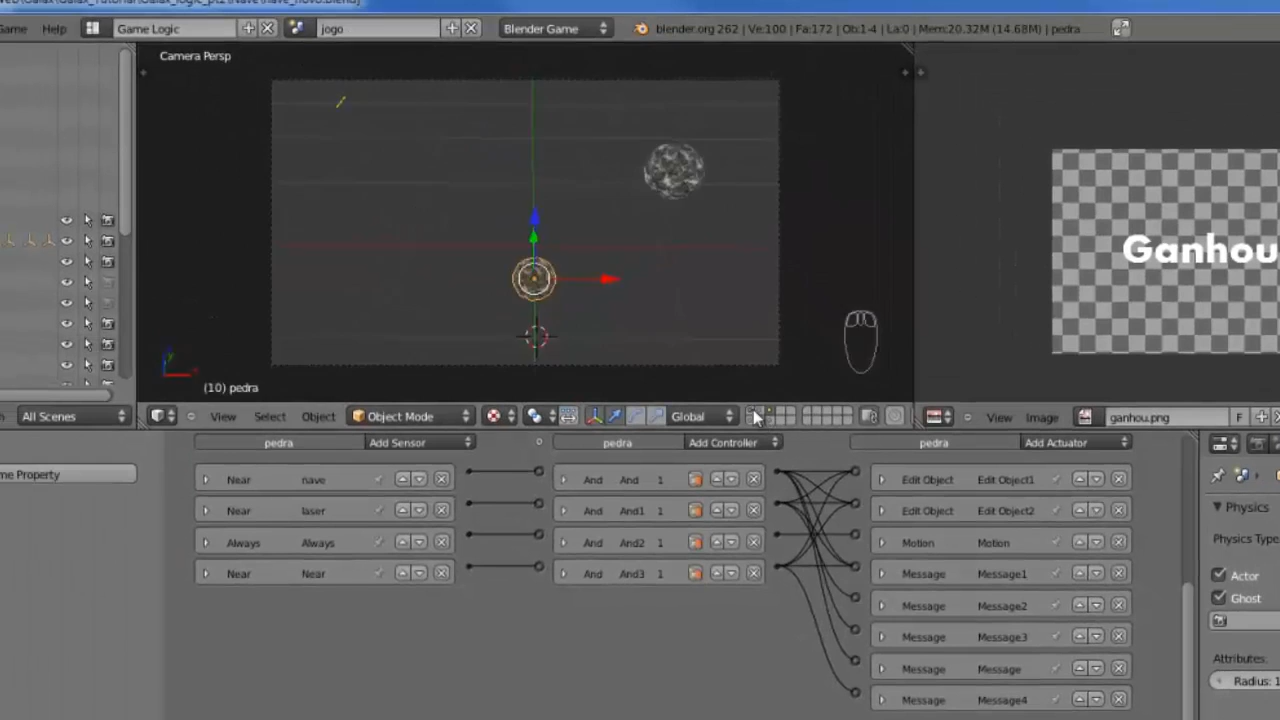 Game Help Game Logic jogo Blender Game blender.org 262 | Ve:100 | Fa:172 | Ob:1-4 | La:0 | Mem:20.32M (14.68M) | pedra
Camera Persp
Ganhou
(10) pedra
All Scenes View Select Object Object Mode Global View Image ganhou.png F
pedra Add Sensor pedra Add Controller pedra Add Actuator
me Property
Near nave And And 1 Edit Object Edit Object1
Near laser And And1 1 Edit Object Edit Object2
Always Always And And2 1 Motion Motion
Near Near And And3 1 Message Message1
Message Message2
Message Message3
Message Message
Message Message4
Physics
Physics Type
Actor
Ghost
Attributes:
Radius: 1